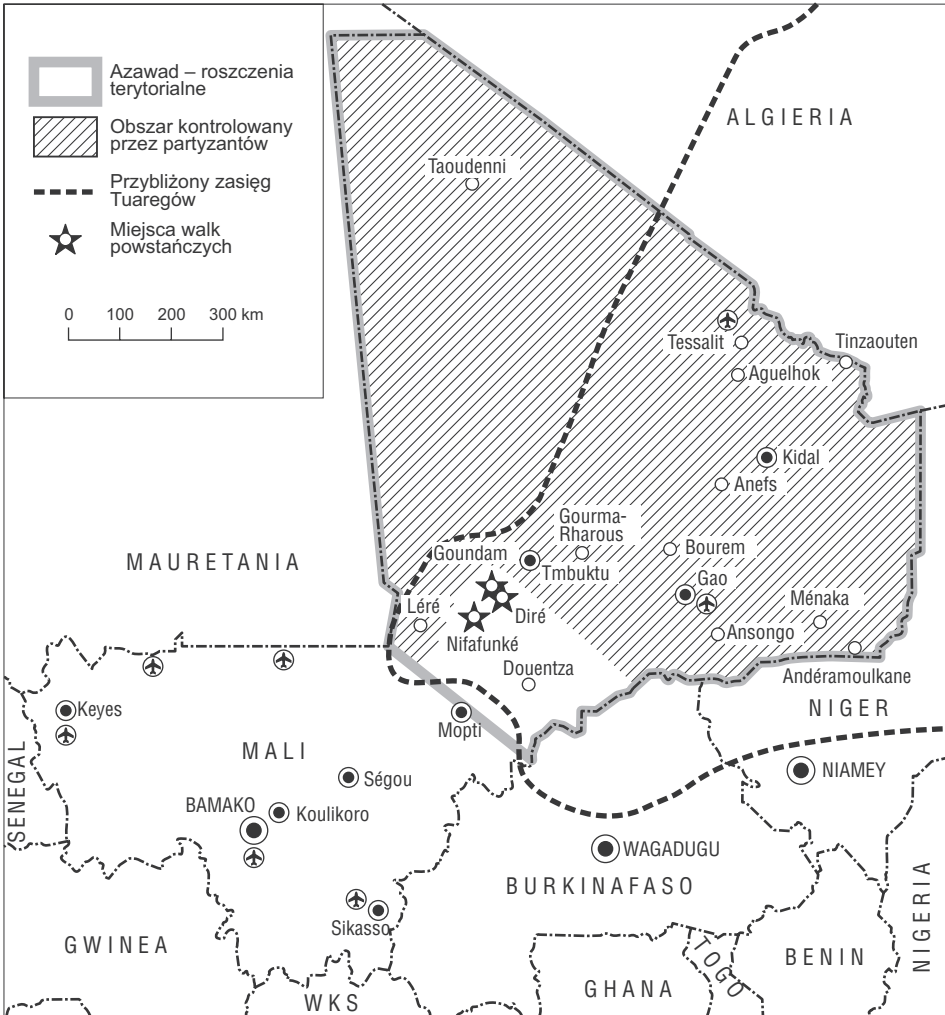 Azawad – roszczenia
terytorialne
Obszar kontrolowany
przez partyzantów
Przybliżony zasięg
Tuaregów
Miejsca walk
powstańczych
0 100 200 300 km
ALGIERIA
Taoudenni
Tessalit
Tinzaouten
Aguelhok
Kidal
Anefs
Gourma-
Rharous
Goundam
Tmbuktu
Bourem
MAURETANIA
Gao
Léré
Diré
Ménaka
Nifafunké
Ansongo
Douentza
Andéramoulkane
Keyes
Mopti
NIGER
MALI
SENEGAL
Ségou
NIAMEY
BAMAKO
Koulikoro
WAGADUGU
BURKINAFASO
Sikasso
NIGERIA
GWINEA
TOGO
BENIN
WKS
GHANA